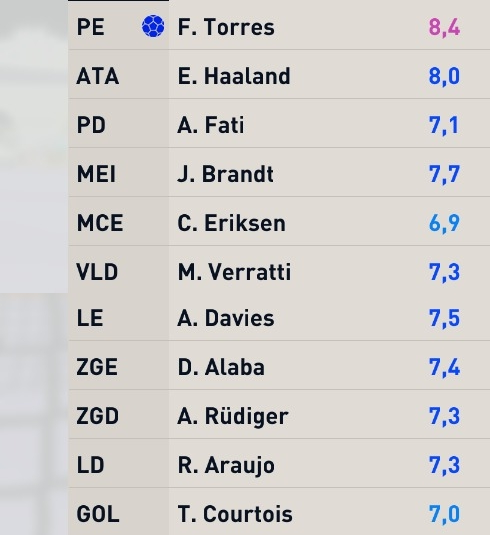 PE F. Torres 8,4
ATA E. Haaland 8,0
PD A. Fati 7,1
MEI J. Brandt 7,7
MCE C. Eriksen 6,9
VLD M. Verratti 7,3
LE A. Davies 7,5
ZGE D. Alaba 7,4
ZGD A. Rüdiger 7,3
LD R. Araujo 7,3
GOL T. Courtois 7,0